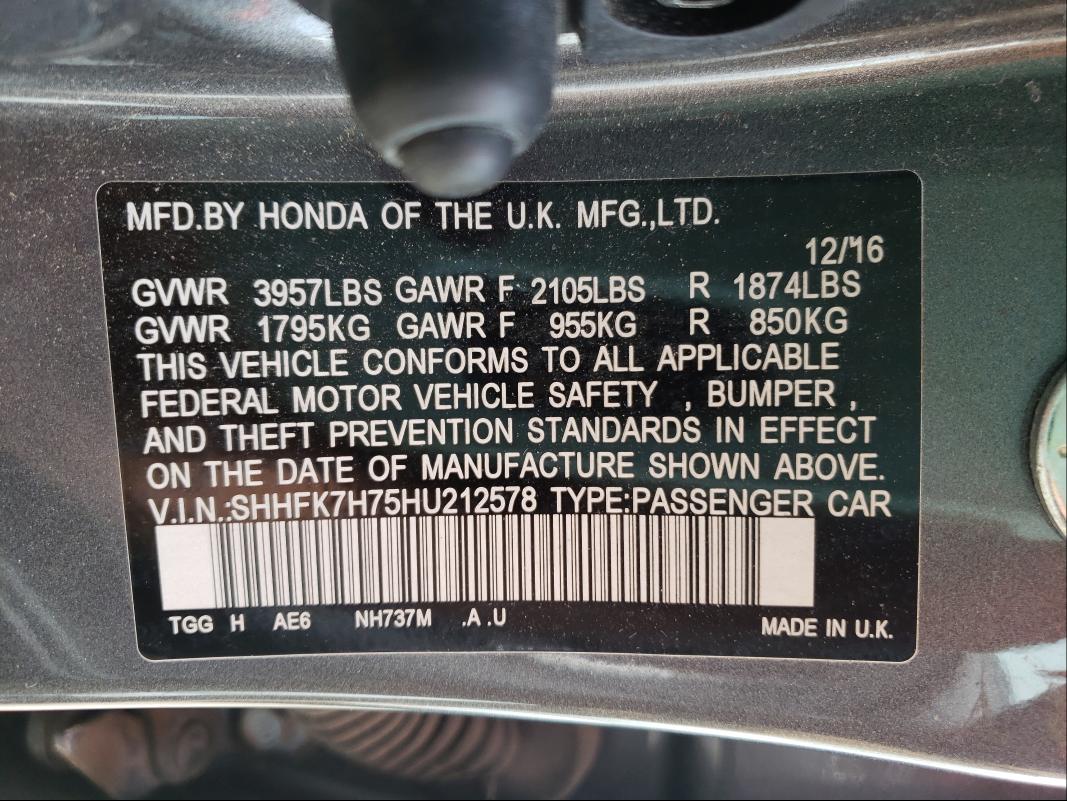 MFD.BY HONDA OF THE U.K. MFG.,LTD.
12/16
GVWR 3957LBS GAWR F 2105LBS R 1874LBS
GVWR 1795KG GAWR F 955KG R 850KG
THIS VEHICLE CONFORMS TO ALL APPLICABLE
FEDERAL MOTOR VEHICLE SAFETY , BUMPER ,
AND THEFT PREVENTION STANDARDS IN EFFECT
ON THE DATE OF MANUFACTURE SHOWN ABOVE.
V.I.N.:SHHFK7H75HU212578 TYPE:PASSENGER CAR
TGG H AE6 NH737M .A .U MADE IN U.K.